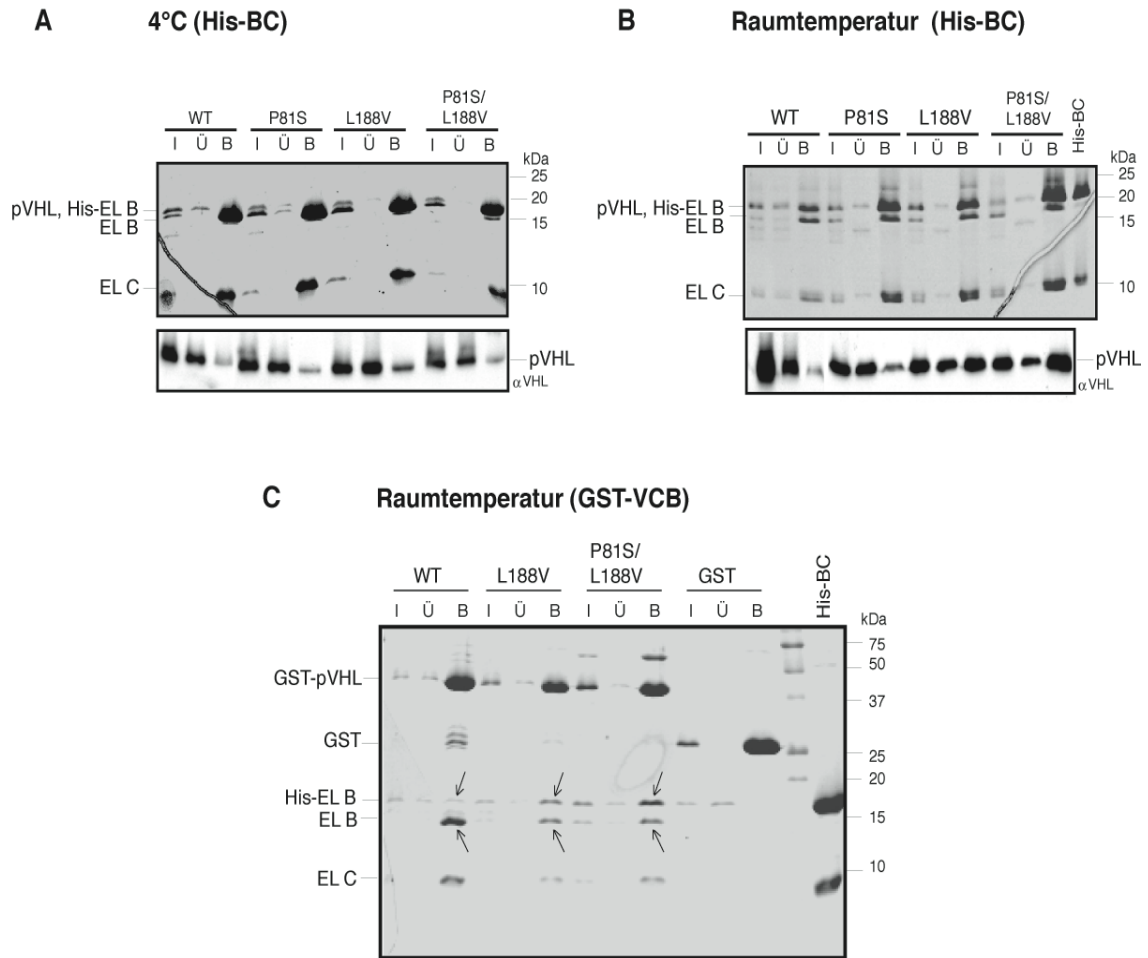 A 4°C (His-BC)
WT P81S L188V P81S/
L188V
I Ü B I Ü B I Ü B I Ü B
kDa
25
20
15
10
pVHL, His-EL B
EL B
EL C
pVHL
αVHL
B Raumtemperatur (His-BC)
WT P81S L188V P81S/
L188V His-BC
I Ü B I Ü B I Ü B I Ü B
kDa
25
20
15
10
pVHL, His-EL B
EL B
EL C
pVHL
αVHL
C Raumtemperatur (GST-VCB)
WT L188V P81S/
L188V GST His-BC
I Ü B I Ü B I Ü B I Ü B
kDa
75
50
37
25
20
15
10
GST-pVHL
GST
His-EL B
EL B
EL C